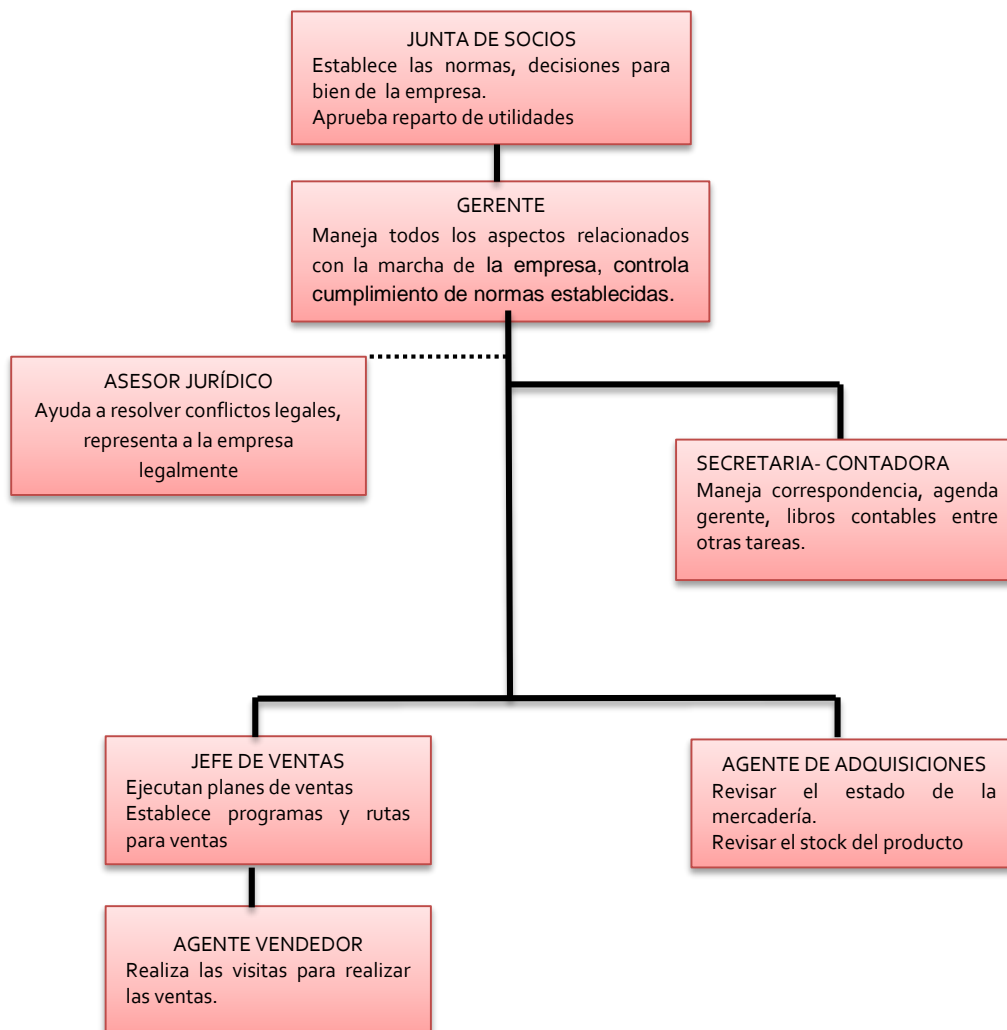 JUNTA DE SOCIOS
Establece las normas, decisiones para
bien de la empresa.
Aprueba reparto de utilidades
GERENTE
Maneja todos los aspectos relacionados
con la marcha de la empresa, controla
cumplimiento de normas establecidas.
ASESOR JURÍDICO
Ayuda a resolver conflictos legales,
representa a la empresa
legalmente
SECRETARIA- CONTADORA
Maneja correspondencia, agenda
gerente, libros contables entre
otras tareas.
JEFE DE VENTAS
Ejecutan planes de ventas
Establece programas y rutas
para ventas
AGENTE DE ADQUISICIONES
Revisar el estado de la
mercadería.
Revisar el stock del producto
AGENTE VENDEDOR
Realiza las visitas para realizar
las ventas.